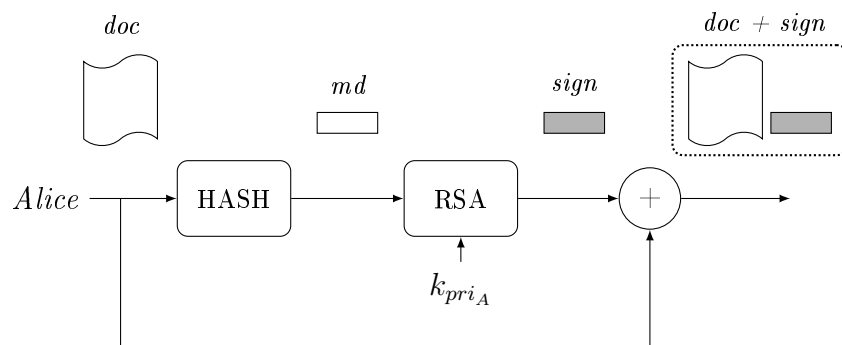 doc
doc + sign
md
sign
Alice
HASH
RSA
+
k_{pri_A}